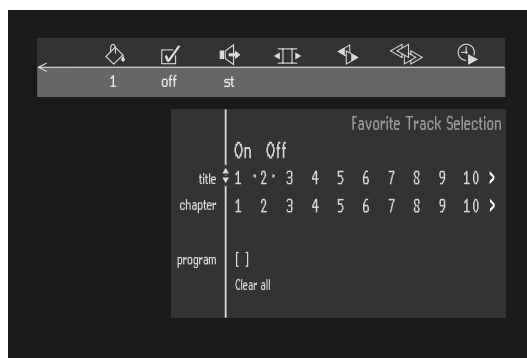 1 off st
Favorite Track Selection
On Off
title 1 2 3 4 5 6 7 8 9 10 >
chapter 1 2 3 4 5 6 7 8 9 10 >
program [ ]
Clear all